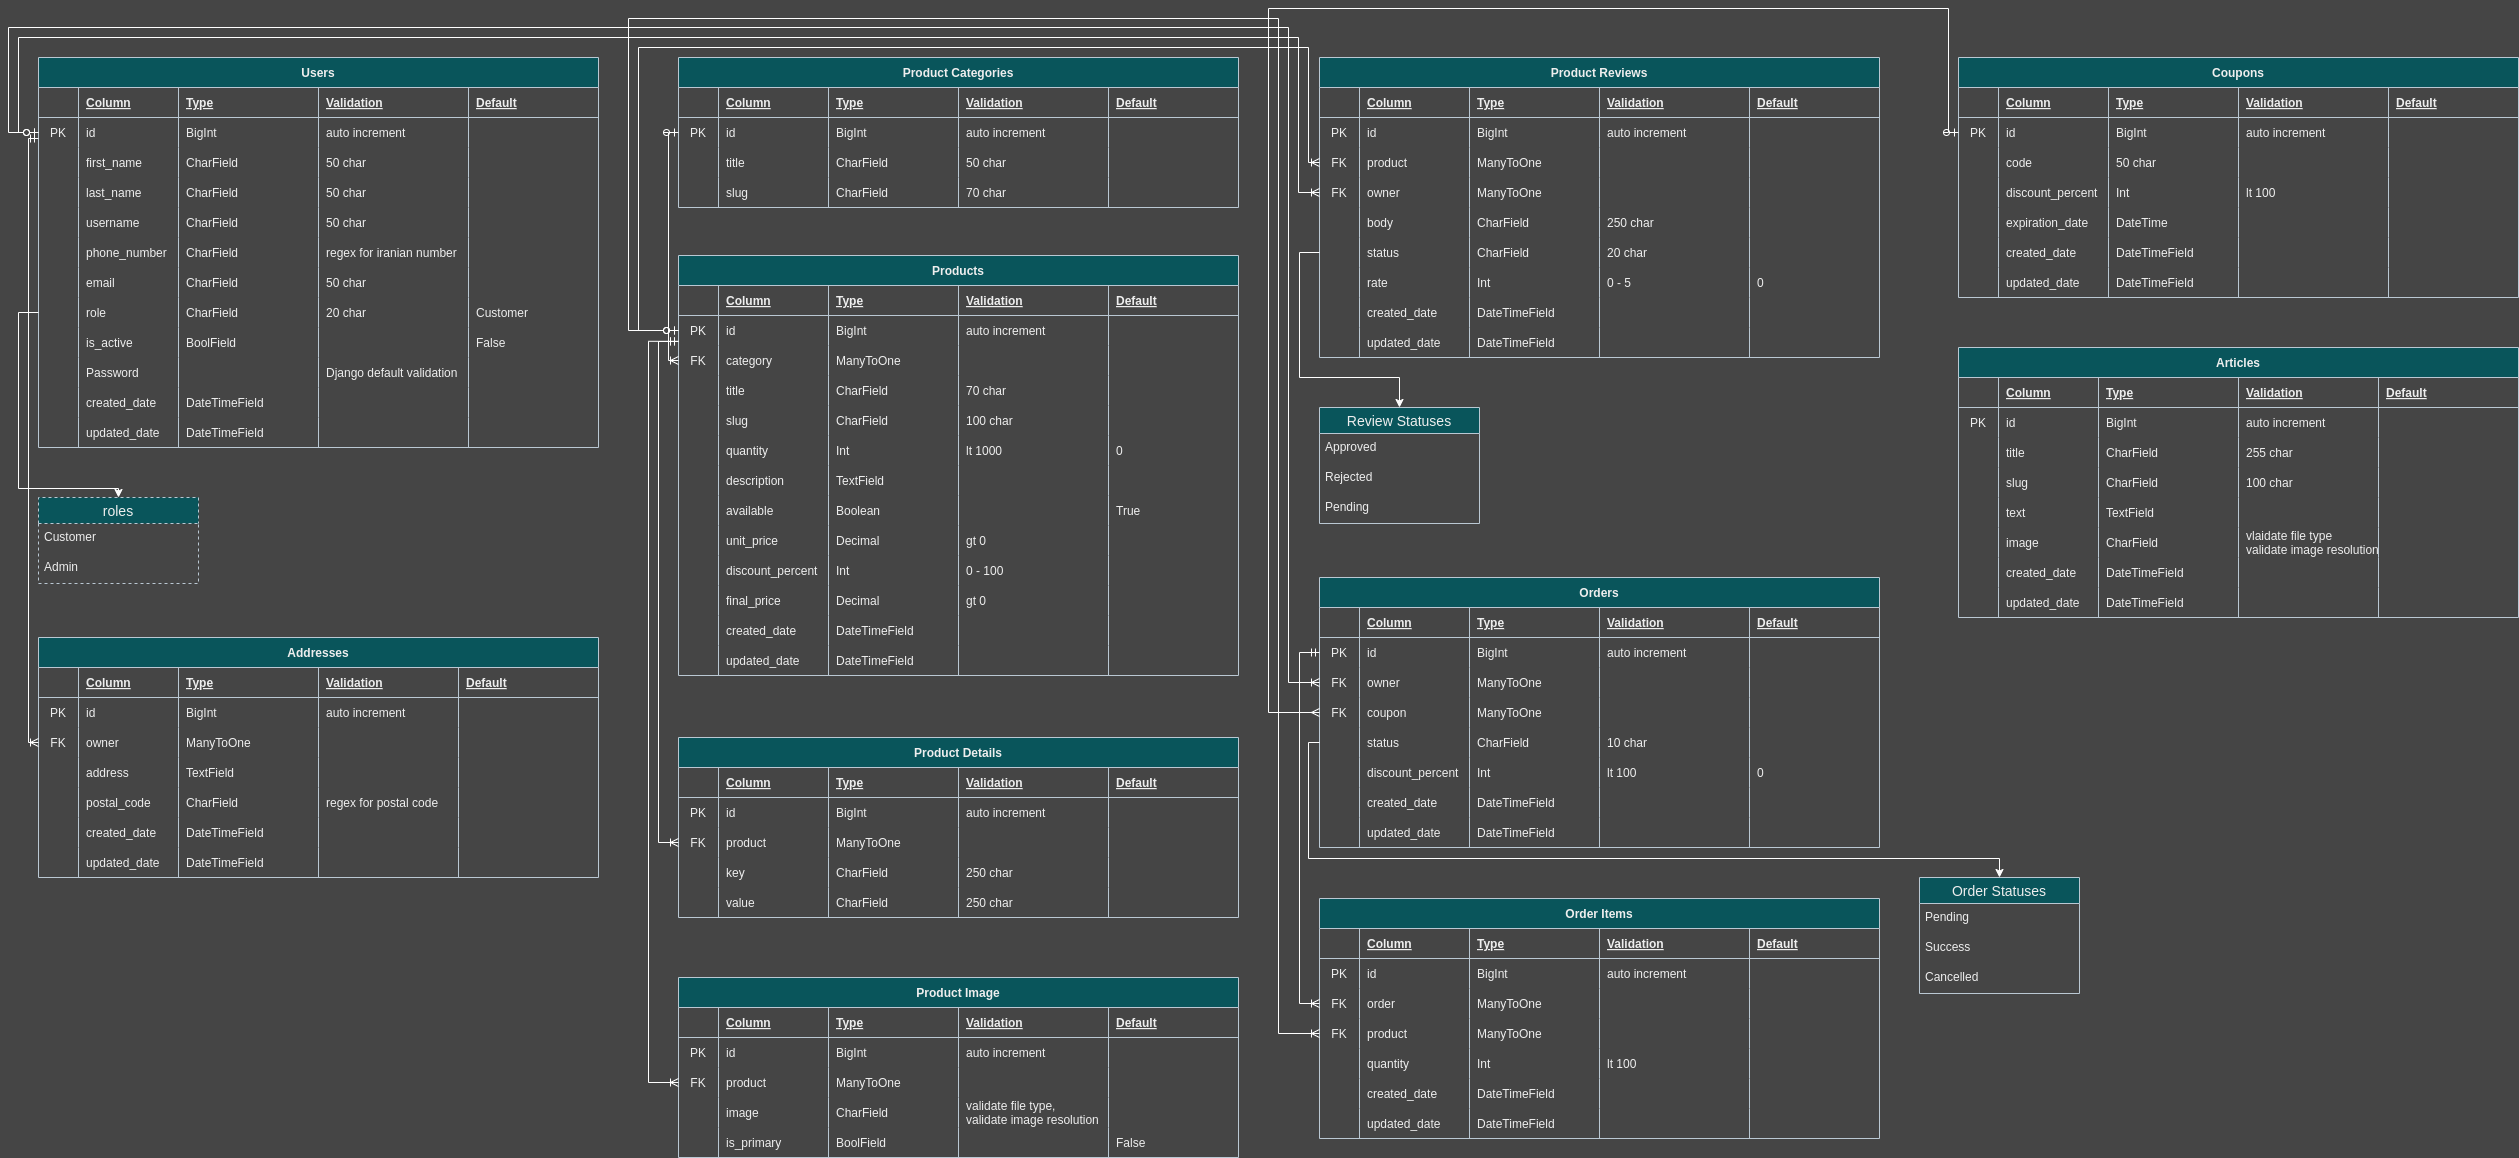 Users
Column Type Validation Default
PK id BigInt auto increment
first_name CharField 50 char
last_name CharField 50 char
username CharField 50 char
phone_number CharField regex for iranian number
email CharField 50 char
role CharField 20 char Customer
is_active BoolField False
Password Django default validation
created_date DateTimeField
updated_date DateTimeField
roles
Customer
Admin
Addresses
Column Type Validation Default
PK id BigInt auto increment
FK owner ManyToOne
address TextField
postal_code CharField regex for postal code
created_date DateTimeField
updated_date DateTimeField
Product Categories
Column Type Validation Default
PK id BigInt auto increment
title CharField 50 char
slug CharField 70 char
Products
Column Type Validation Default
PK id BigInt auto increment
FK category ManyToOne
title CharField 70 char
slug CharField 100 char
quantity Int lt 1000 0
description TextField
available Boolean True
unit_price Decimal gt 0
discount_percent Int 0 - 100
final_price Decimal gt 0
created_date DateTimeField
updated_date DateTimeField
Product Details
Column Type Validation Default
PK id BigInt auto increment
FK product ManyToOne
key CharField 250 char
value CharField 250 char
Product Image
Column Type Validation Default
PK id BigInt auto increment
FK product ManyToOne
image CharField validate file type,
validate image resolution
is_primary BoolField False
Product Reviews
Column Type Validation Default
PK id BigInt auto increment
FK product ManyToOne
FK owner ManyToOne
body CharField 250 char
status CharField 20 char
rate Int 0 - 5 0
created_date DateTimeField
updated_date DateTimeField
Review Statuses
Approved
Rejected
Pending
Orders
Column Type Validation Default
PK id BigInt auto increment
FK owner ManyToOne
FK coupon ManyToOne
status CharField 10 char
discount_percent Int lt 100 0
created_date DateTimeField
updated_date DateTimeField
Order Items
Column Type Validation Default
PK id BigInt auto increment
FK order ManyToOne
FK product ManyToOne
quantity Int lt 100
created_date DateTimeField
updated_date DateTimeField
Coupons
Column Type Validation Default
PK id BigInt auto increment
code 50 char
discount_percent Int lt 100
expiration_date DateTime
created_date DateTimeField
updated_date DateTimeField
Articles
Column Type Validation Default
PK id BigInt auto increment
title CharField 255 char
slug CharField 100 char
text TextField
image CharField vlaidate file type
validate image resolution
created_date DateTimeField
updated_date DateTimeField
Order Statuses
Pending
Success
Cancelled